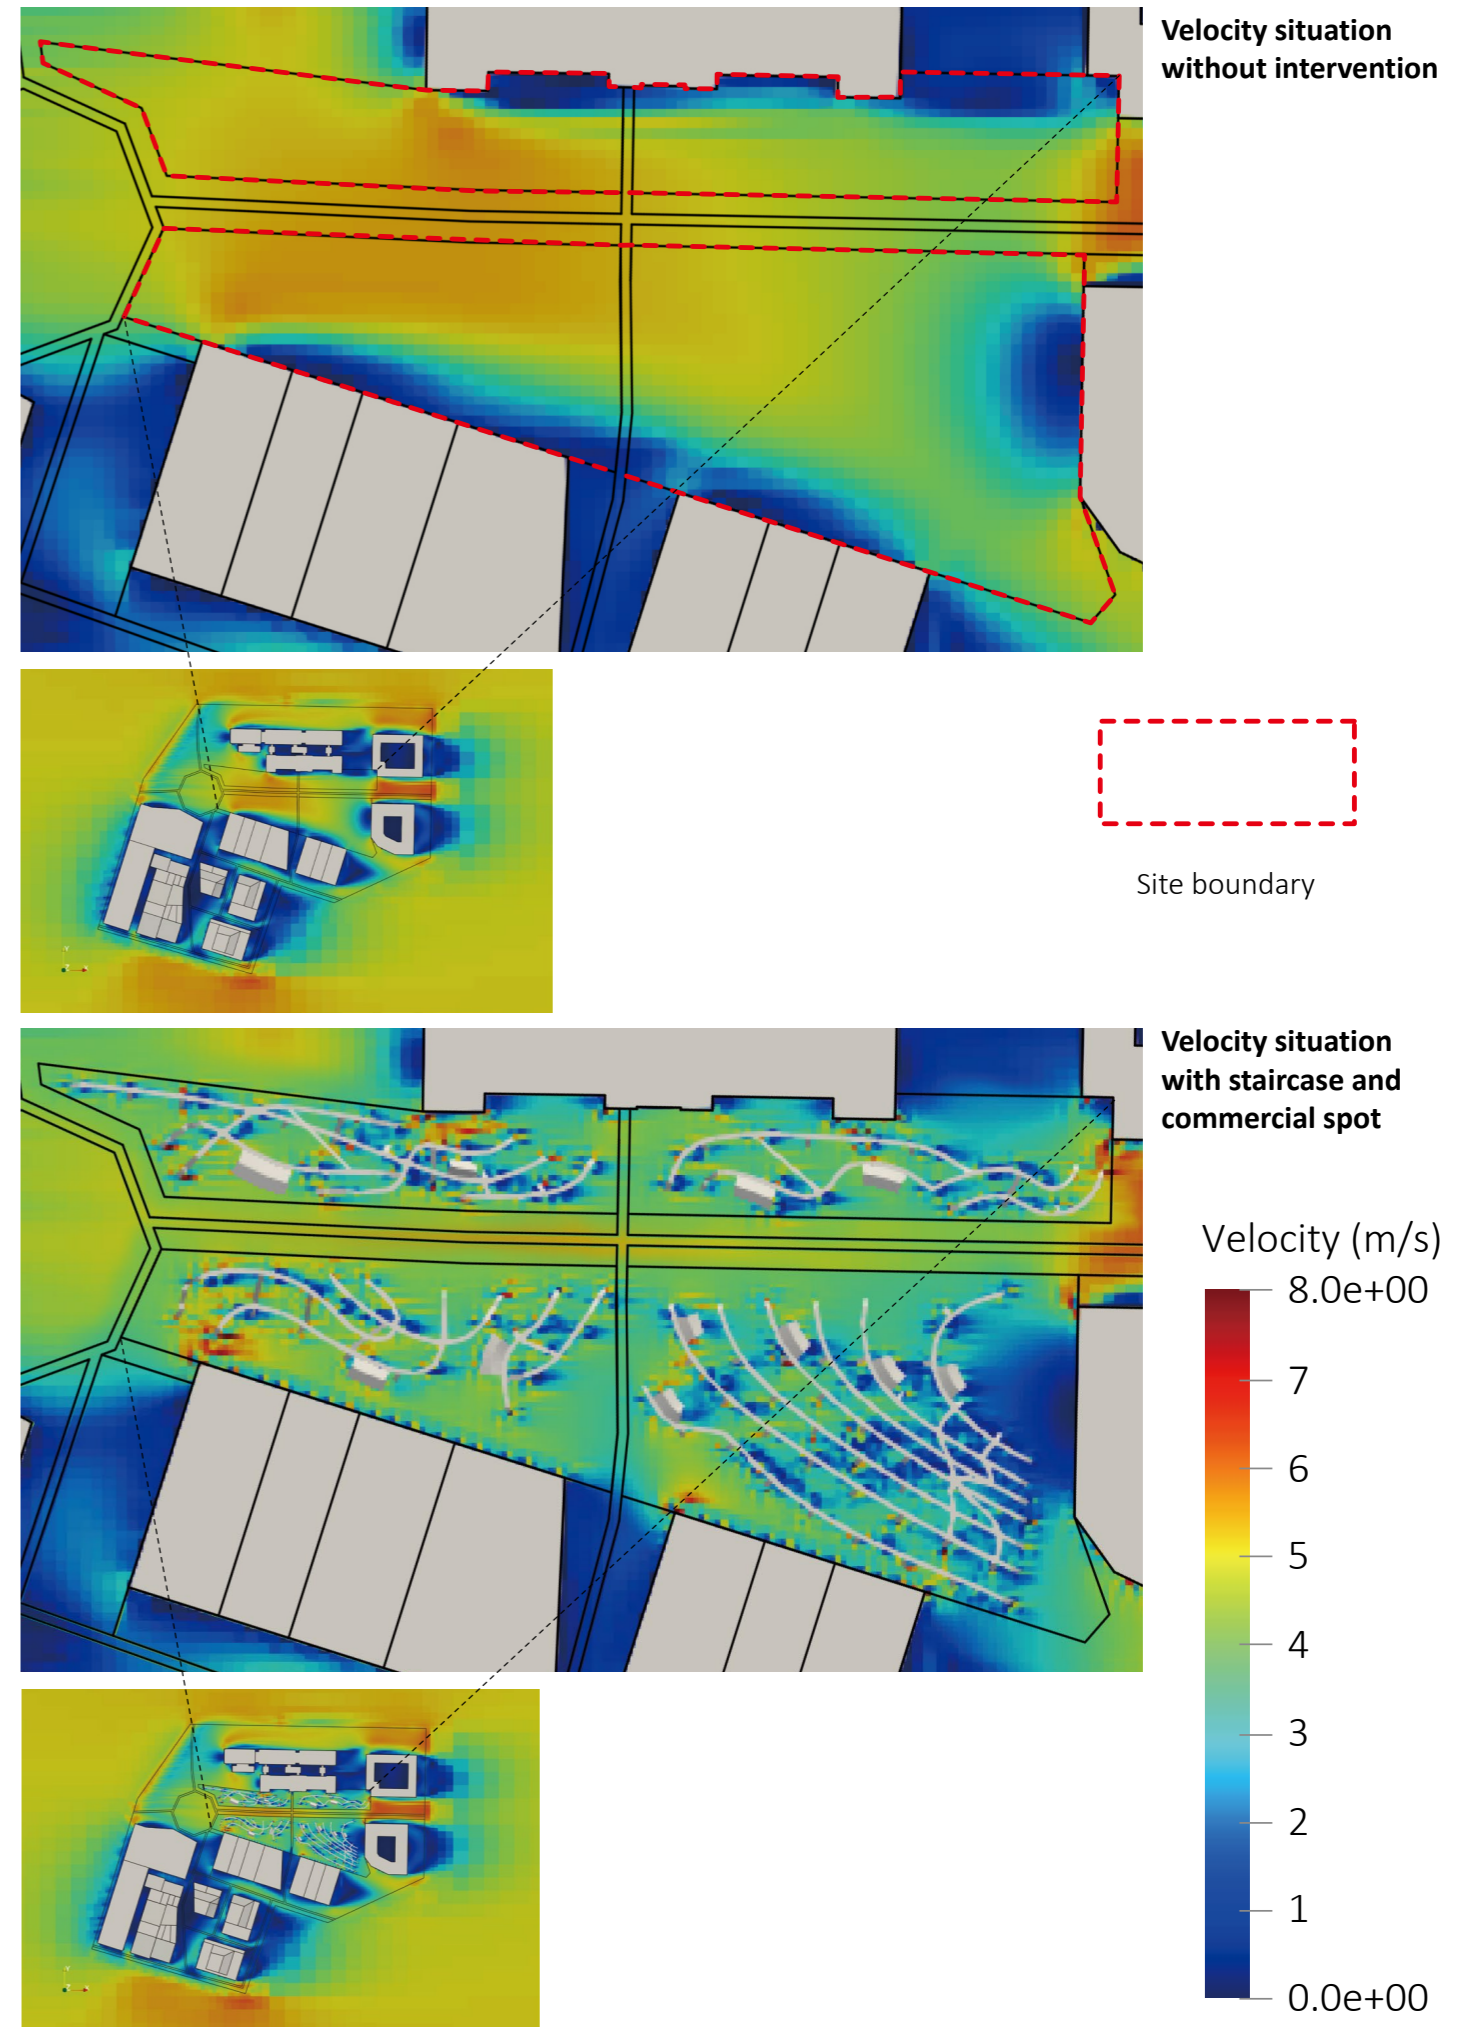 Velocity situation
without intervention
Site boundary
Velocity situation
with staircase and
commercial spot
Velocity (m/s)
8.0e+00
7
6
5
4
3
2
1
0.0e+00